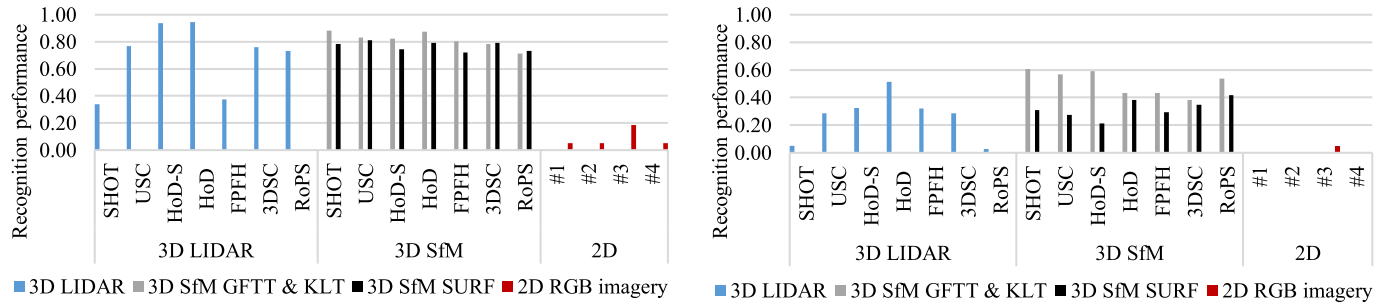 Recognition performance
1.00
0.80
0.60
0.40
0.20
0.00
SHOT
USC
HoD-S
HoD
FPFH
3DSC
RoPS
SHOT
USC
HoD-S
HoD
FPFH
3DSC
RoPS
#1
#2
#3
#4
3D LIDAR
3D SfM
2D
3D LIDAR 3D SfM GFTT & KLT 3D SfM SURF 2D RGB imagery
Recognition performance
1.00
0.80
0.60
0.40
0.20
0.00
SHOT
USC
HoD-S
HoD
FPFH
3DSC
RoPS
SHOT
USC
HoD-S
HoD
FPFH
3DSC
RoPS
#1
#2
#3
#4
3D LIDAR
3D SfM
2D
3D LIDAR 3D SfM GFTT & KLT 3D SfM SURF 2D RGB imagery